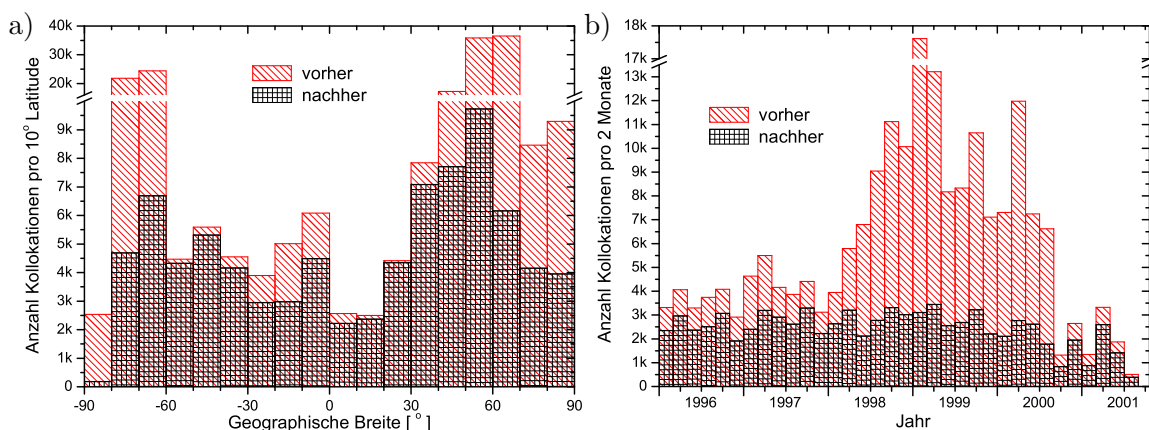 a)
Anzahl Kollokationen pro 10° Latitude
40k
30k
20k
9k
8k
7k
6k
5k
4k
3k
2k
1k
0
vorher
nachher
-90 -60 -30 0 30 60 90
Geographische Breite [ ° ]
b)
Anzahl Kollokationen pro 2 Monate
18k
17k
13k
12k
11k
10k
9k
8k
7k
6k
5k
4k
3k
2k
1k
0
vorher
nachher
1996 1997 1998 1999 2000 2001
Jahr